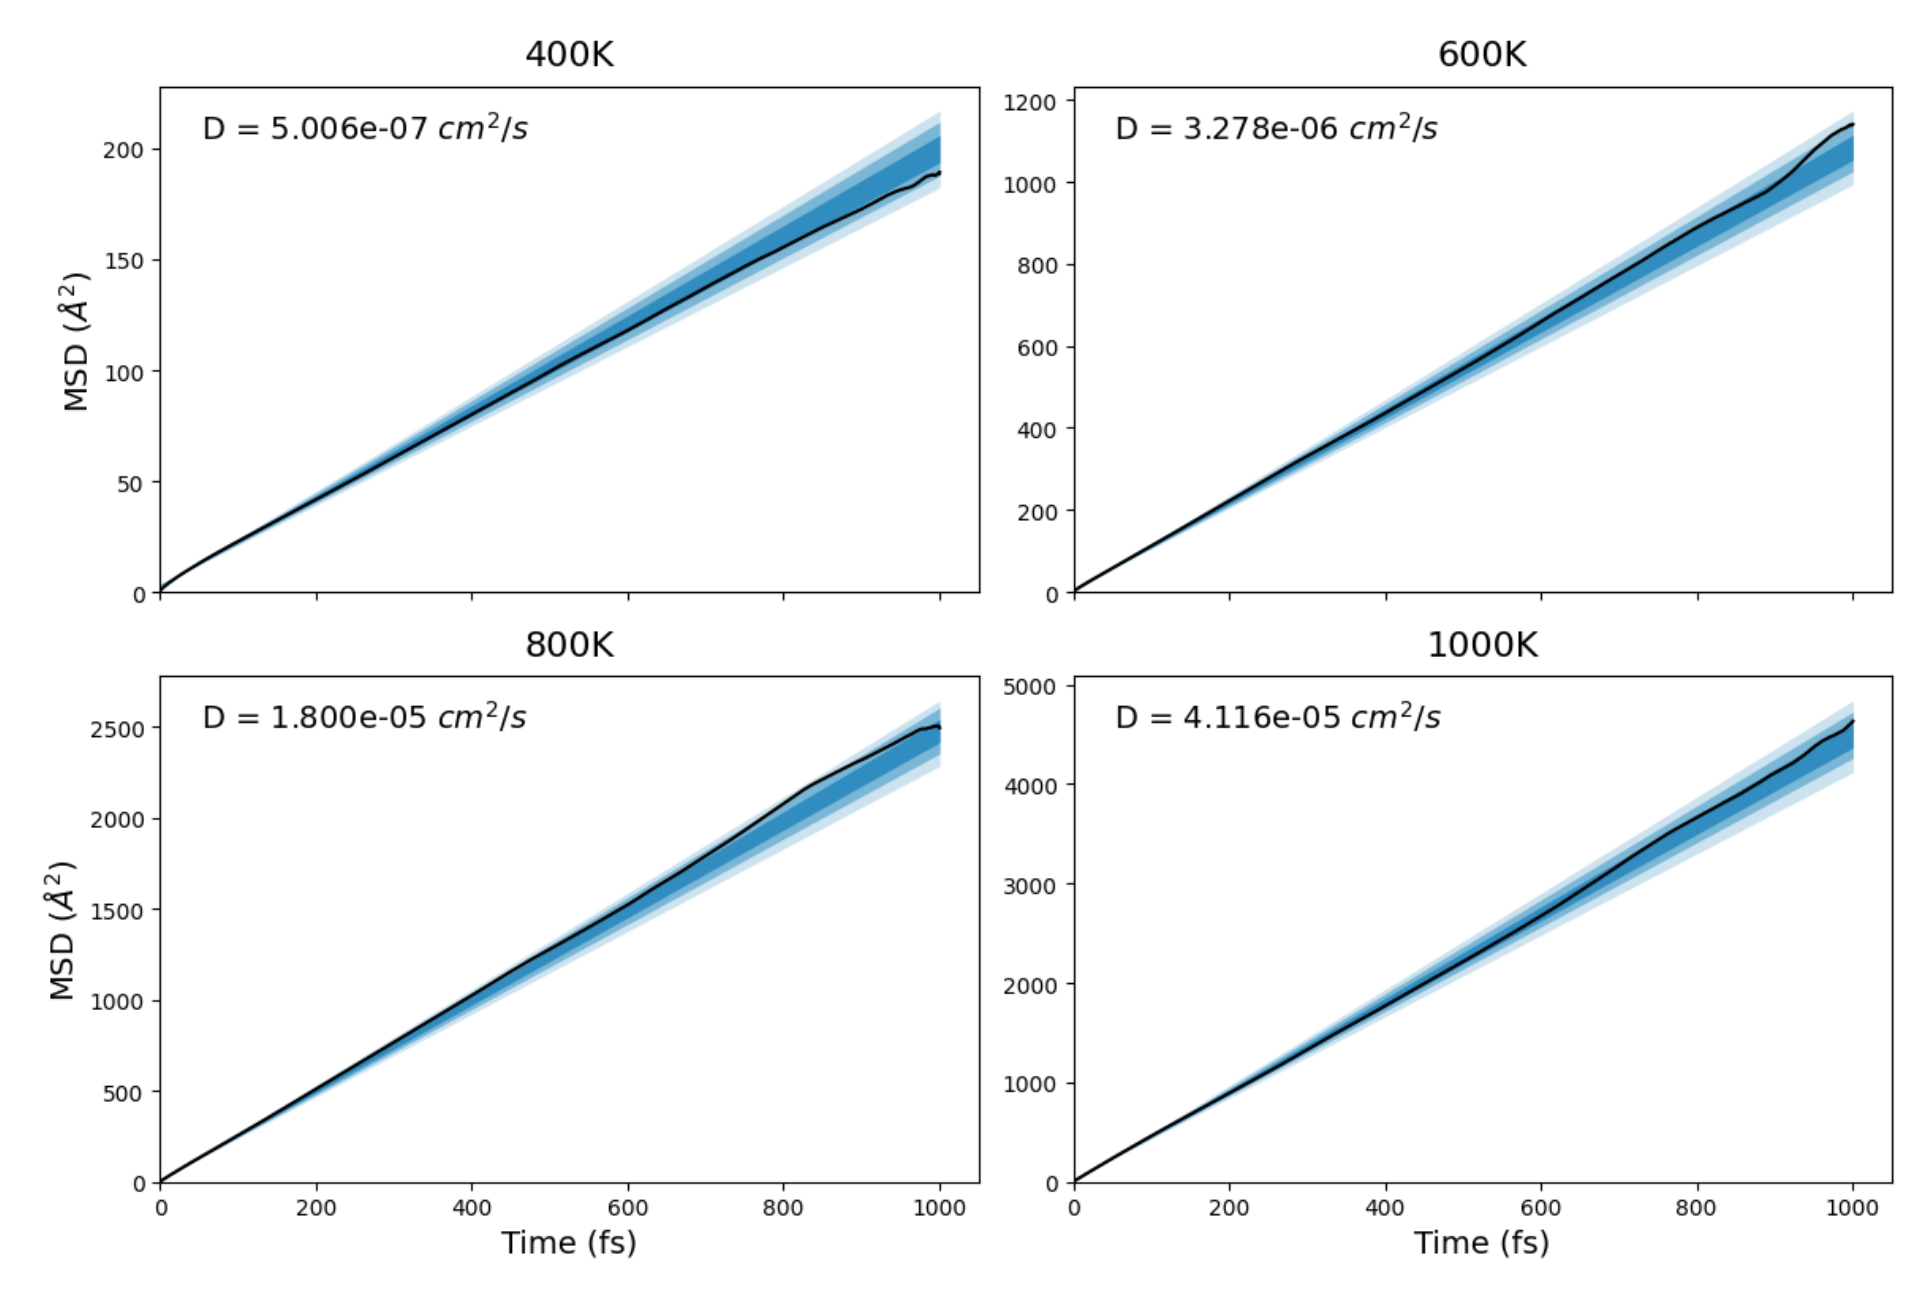 400K
D = 5.006e-07 cm²/s
MSD (Å²)
200
150
100
50
0
600K
D = 3.278e-06 cm²/s
1200
1000
800
600
400
200
0
800K
D = 1.800e-05 cm²/s
MSD (Å²)
2500
2000
1500
1000
500
0
0 200 400 600 800 1000
Time (fs)
1000K
D = 4.116e-05 cm²/s
5000
4000
3000
2000
1000
0
0 200 400 600 800 1000
Time (fs)